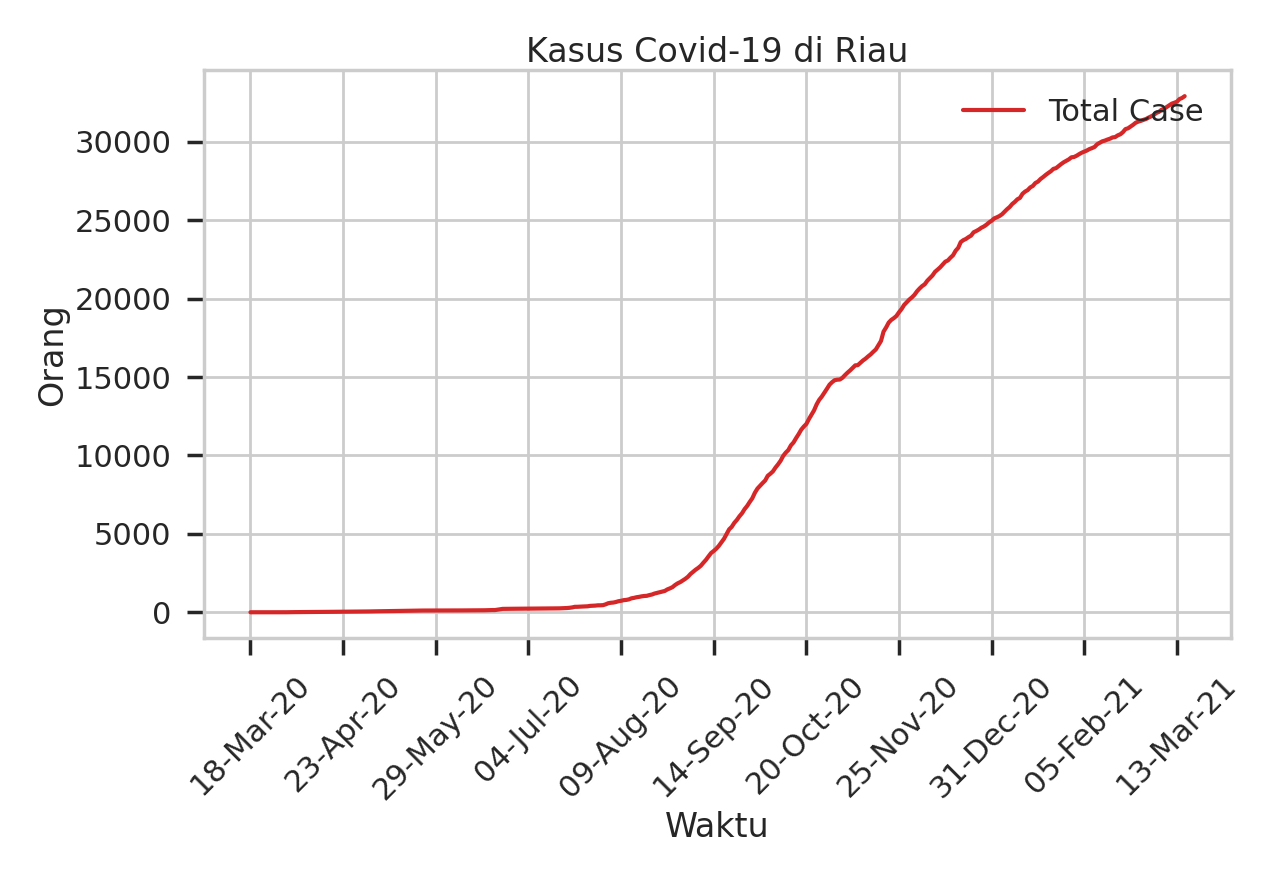 Kasus Covid-19 di Riau
Total Case
Orang
30000
25000
20000
15000
10000
5000
0
18-Mar-20
23-Apr-20
29-May-20
04-Jul-20
09-Aug-20
14-Sep-20
20-Oct-20
25-Nov-20
31-Dec-20
05-Feb-21
13-Mar-21
Waktu